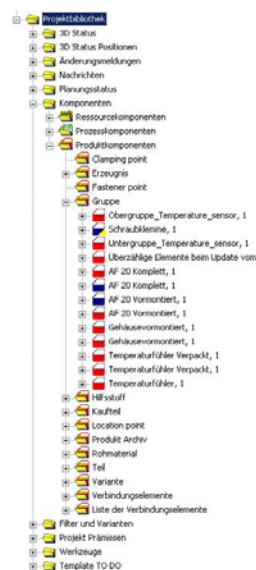 Projektbibliothek
3D Status
3D Status Positionen
Änderungsmeldungen
Nachrichten
Planungsstatus
Komponenten
Ressourcekomponenten
Prozesskomponenten
Produktkomponenten
Clamping point
Erzeugnis
Fastener point
Gruppe
Obergruppe_Temperature_sensor, 1
Schraubklemme, 1
Untergruppe_Temperature_sensor, 1
Überzählige Elemente beim Update vom
AF 20 Komplett, 1
AF 20 Komplett, 1
AF 20 Vormontiert, 1
AF 20 Vormontiert, 1
Gehäusevormontiert, 1
Gehäusevormontiert, 1
Temperaturfühler Verpackt, 1
Temperaturfühler Verpackt, 1
Temperaturfühler, 1
Hilfsstoff
Kaufteil
Location point
Produkt Archiv
Rohmaterial
Teil
Variante
Verbindungselemente
Liste der Verbindungselemente
Filter und Varianten
Projekt Prämissen
Werkzeuge
Template TO DO